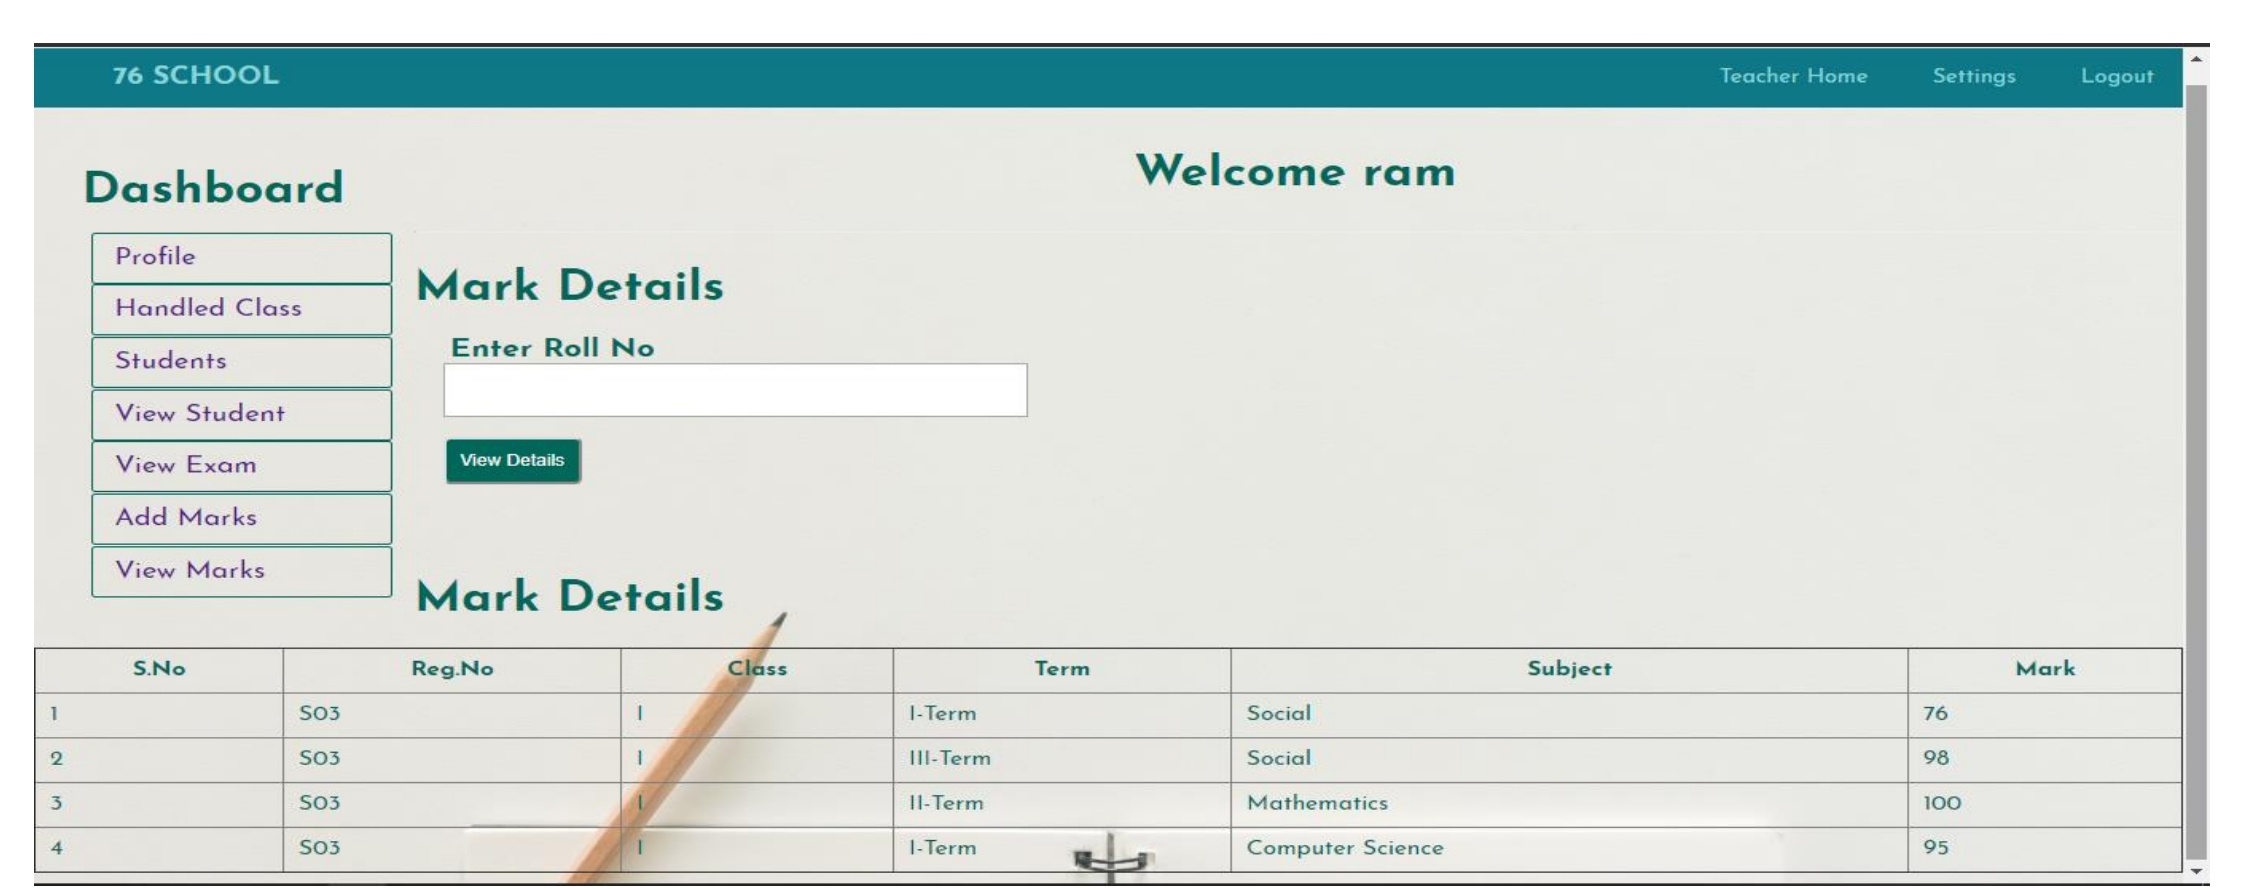 76 SCHOOL Teacher Home Settings Logout
Welcome ram
Dashboard
Profile
Handled Class
Students
View Student
View Exam
Add Marks
View Marks
Mark Details
Enter Roll No
View Details
Mark Details
S.No Reg.No Class Term Subject Mark
1 S03 I I-Term Social 76
2 S03 I III-Term Social 98
3 S03 I II-Term Mathematics 100
4 S03 I I-Term Computer Science 95